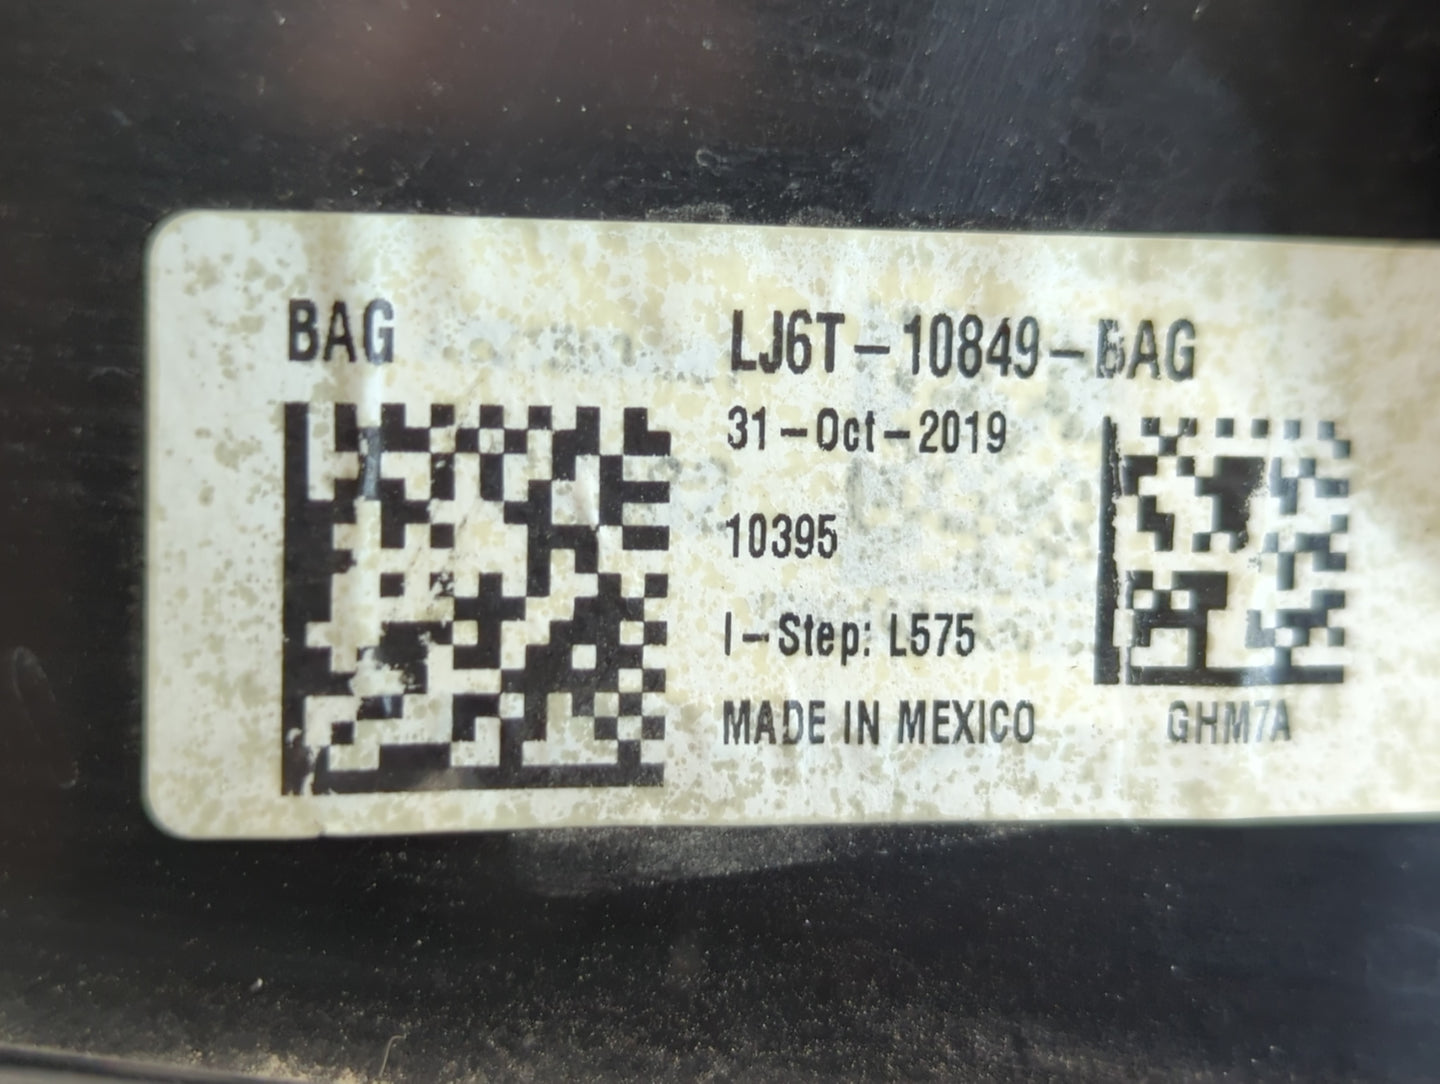 BAG
LJ6T-10849-BAG
31-Oct-2019
10395
I-Step: L575
MADE IN MEXICO
GHM7A